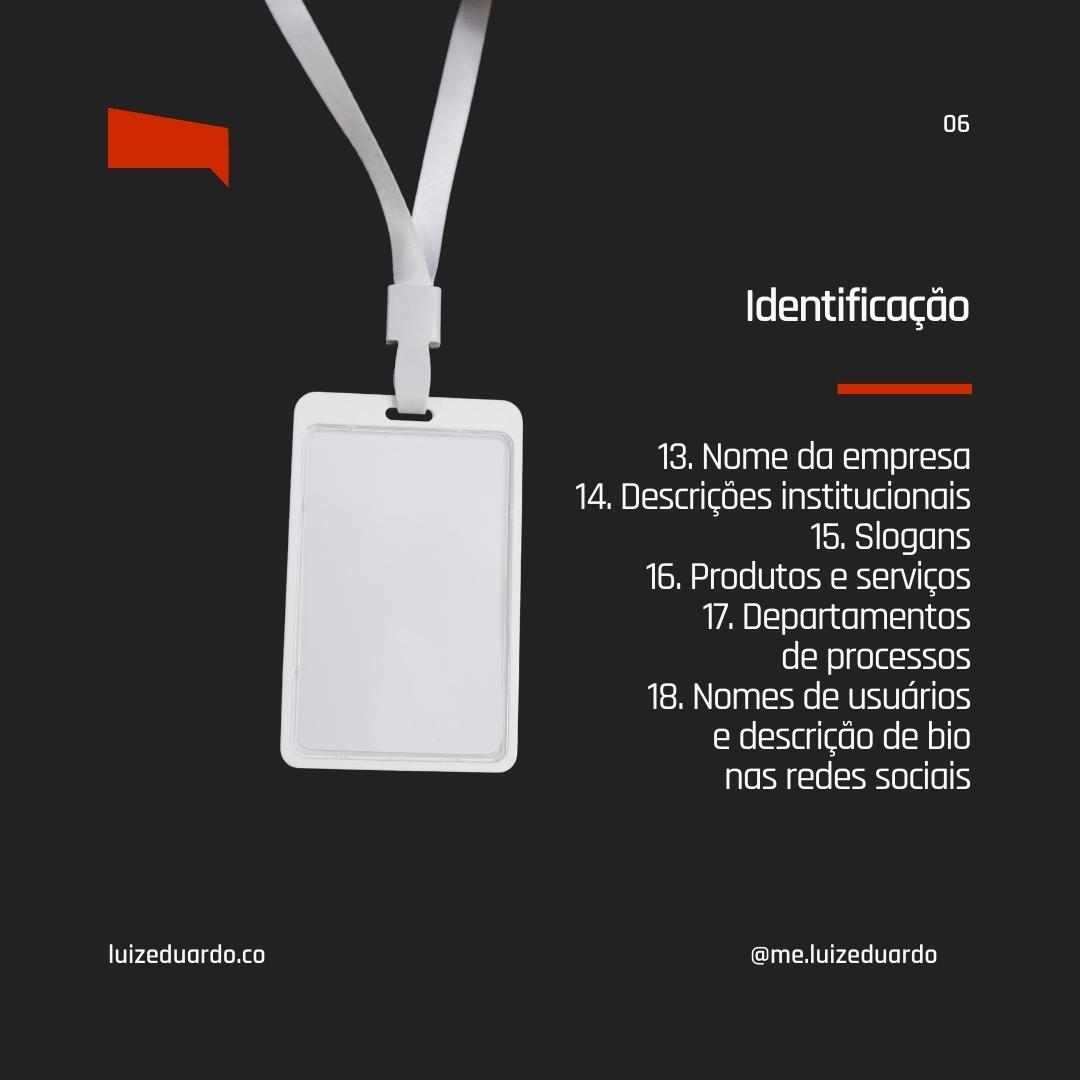 06
Identificação
13. Nome da empresa
14. Descrições institucionais
15. Slogans
16. Produtos e serviços
17. Departamentos
de processos
18. Nomes de usuários
e descrição de bio
nas redes sociais
luizeduardo.co
@me.luizeduardo